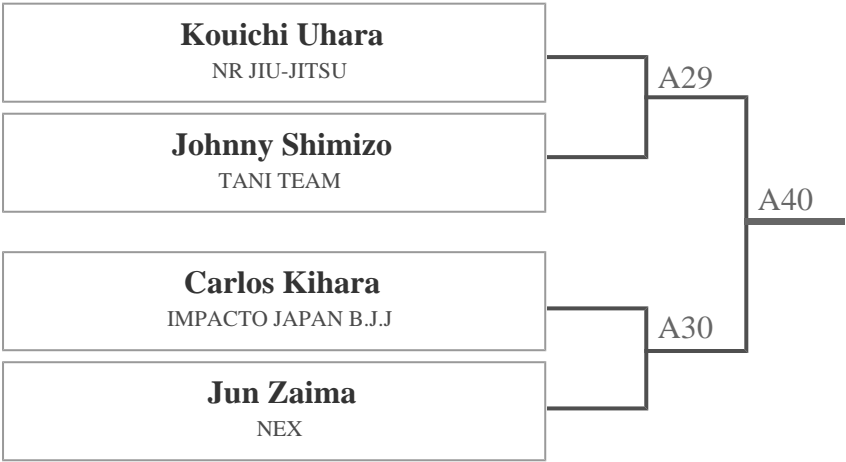 Kouichi Uhara
NR JIU-JITSU
A29
Johnny Shimizo
TANI TEAM
A40
Carlos Kihara
IMPACTO JAPAN B.J.J
A30
Jun Zaima
NEX